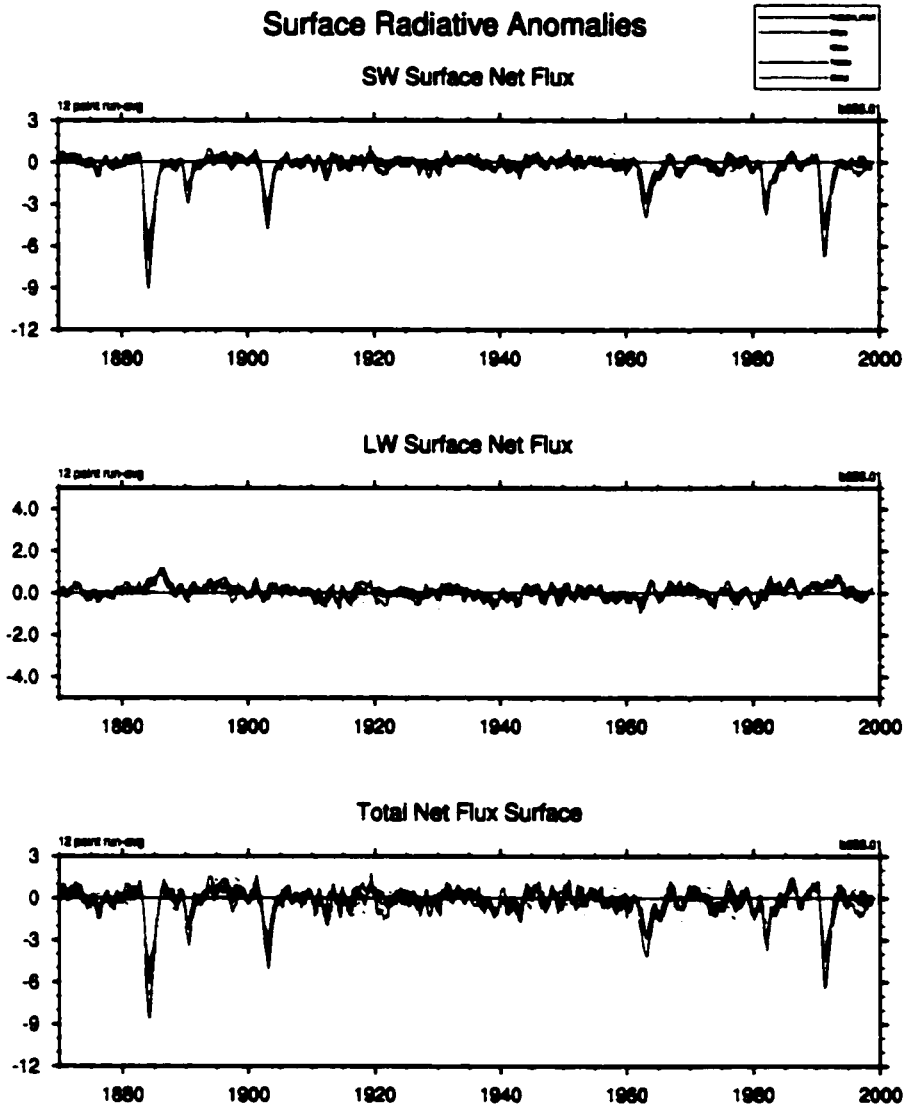 Surface Radiative Anomalies
SW Surface Net Flux
12 point run-avg
3
0
-3
-6
-9
-12
1880 1900 1920 1940 1960 1980 2000
LW Surface Net Flux
12 point run-avg
4.0
2.0
0.0
-2.0
-4.0
1880 1900 1920 1940 1960 1980 2000
Total Net Flux Surface
12 point run-avg
3
0
-3
-6
-9
-12
1880 1900 1920 1940 1960 1980 2000